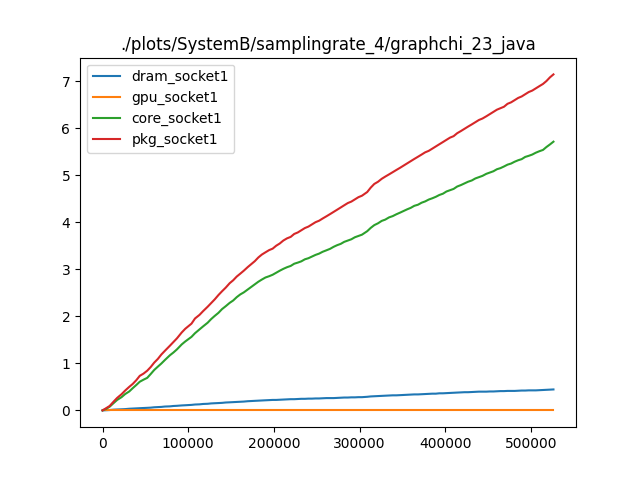 ./plots/SystemB/samplingrate_4/graphchi_23_java
dram_socket1
gpu_socket1
core_socket1
pkg_socket1
7
6
5
4
3
2
1
0
0 100000 200000 300000 400000 500000